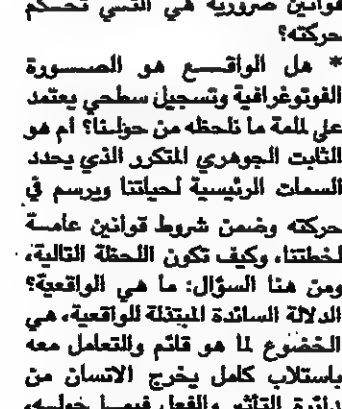 قوانين ضرورية هي التي تحكم
حركته؟
* هل الواقع هو الصورة
الفوتوغرافية وتسجيل سطحي يعتمد
على لملمة ما نلحظه من حولنا؟ أم هو
الثابت الجوهري المتكرر الذي يحدد
السمات الرئيسية لحياتنا ويرسم في
حركته وضمن شروط قوانين عامة
لخطتنا، وكيف تكون اللحظة التالية،
ومن هنا السؤال: ما هي الواقعية؟
الدلالة السائدة المبتذلة للواقعية، هي
الخضوع لما هو قائم والتعامل معه
باستلاب كامل يخرج الانسان من
دائرة التأثير والفعل فيما حوله،